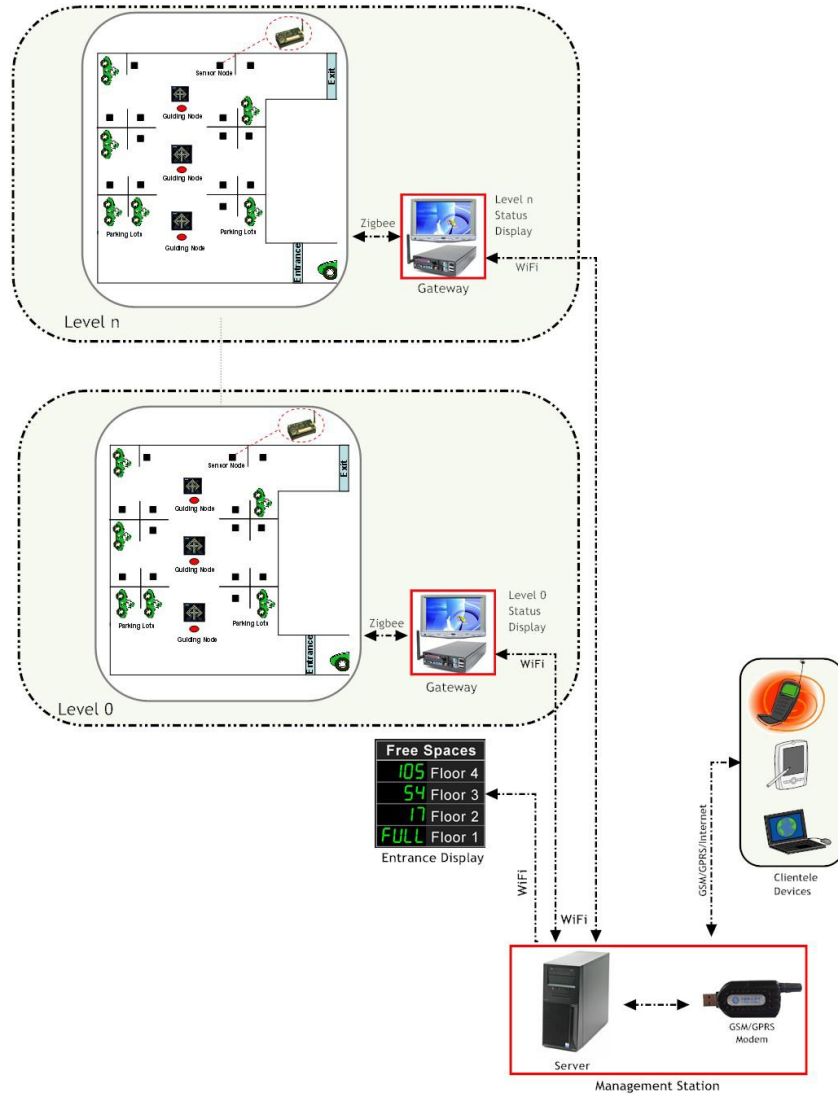 Exit
Sensor Node
Guiding Node
Guiding Node
Parking Lots
Parking Lots
Guiding Node
Entrance
Zigbee
Level n
Status
Display
WiFi
Gateway
Level n
Exit
Sensor Node
Guiding Node
Guiding Node
Parking Lots
Parking Lots
Guiding Node
Entrance
Zigbee
Level 0
Status
Display
WiFi
Gateway
Level 0
Free Spaces
105 Floor 4
54 Floor 3
17 Floor 2
FULL Floor 1
Entrance Display
WiFi
WiFi
GSM/GPRS/Internet
Clientele
Devices
Server
GSM/GPRS
Modem
Management Station